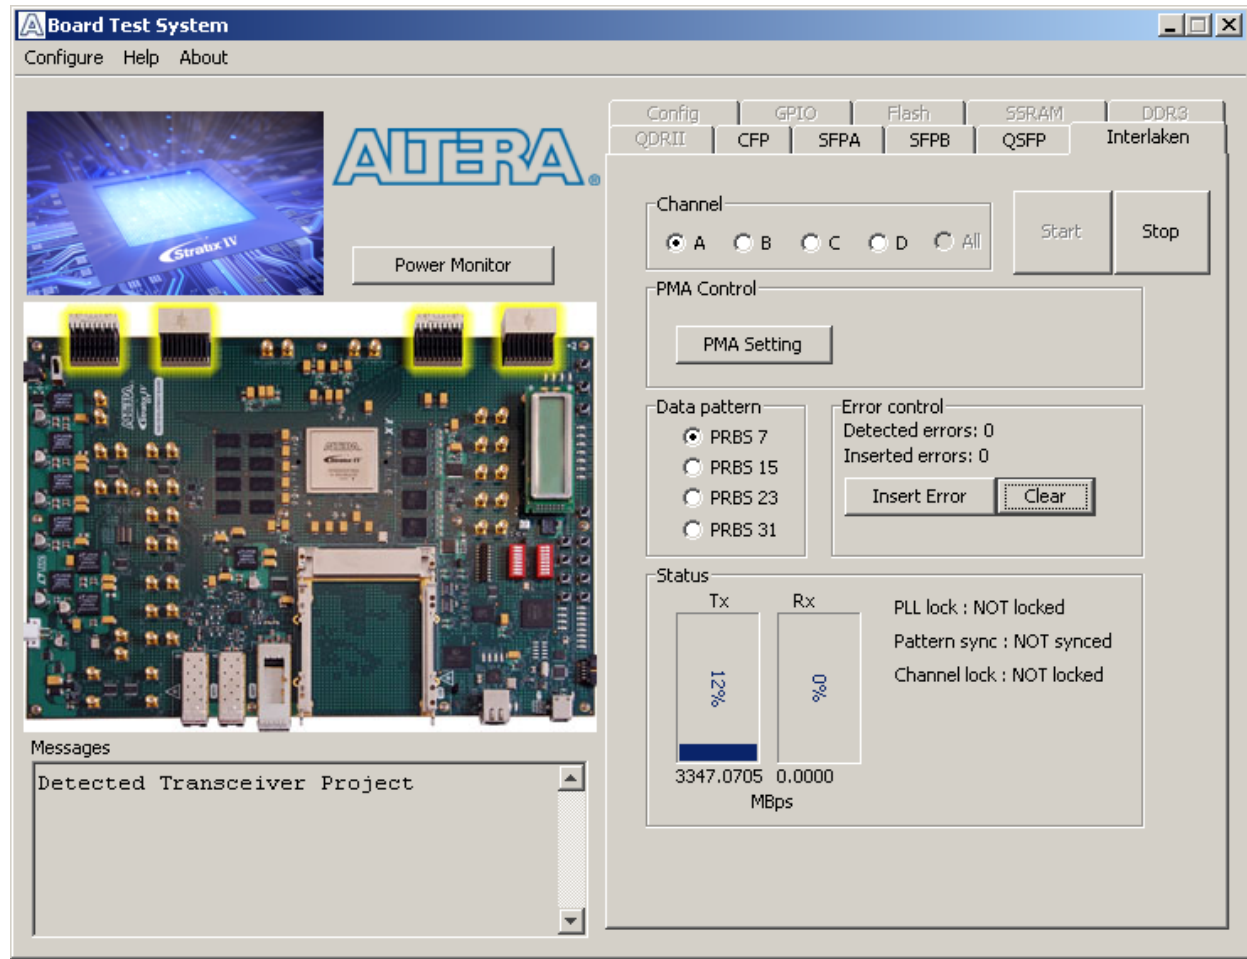 Board Test System
Configure Help About
Stratix IV
ALTERA®
Power Monitor
Config GPIO Flash SSRAM DDR3
QDRII CFP SFPA SFPB QSFP Interlaken
Channel
A B C D All
Start Stop
PMA Control
PMA Setting
Data pattern
PRBS 7
PRBS 15
PRBS 23
PRBS 31
Error control
Detected errors: 0
Inserted errors: 0
Insert Error Clear
Status
Tx Rx
12% 0%
3347.0705 0.0000
MBps
PLL lock : NOT locked
Pattern sync : NOT synced
Channel lock : NOT locked
ALTERA
Stratix IV
Messages
Detected Transceiver Project